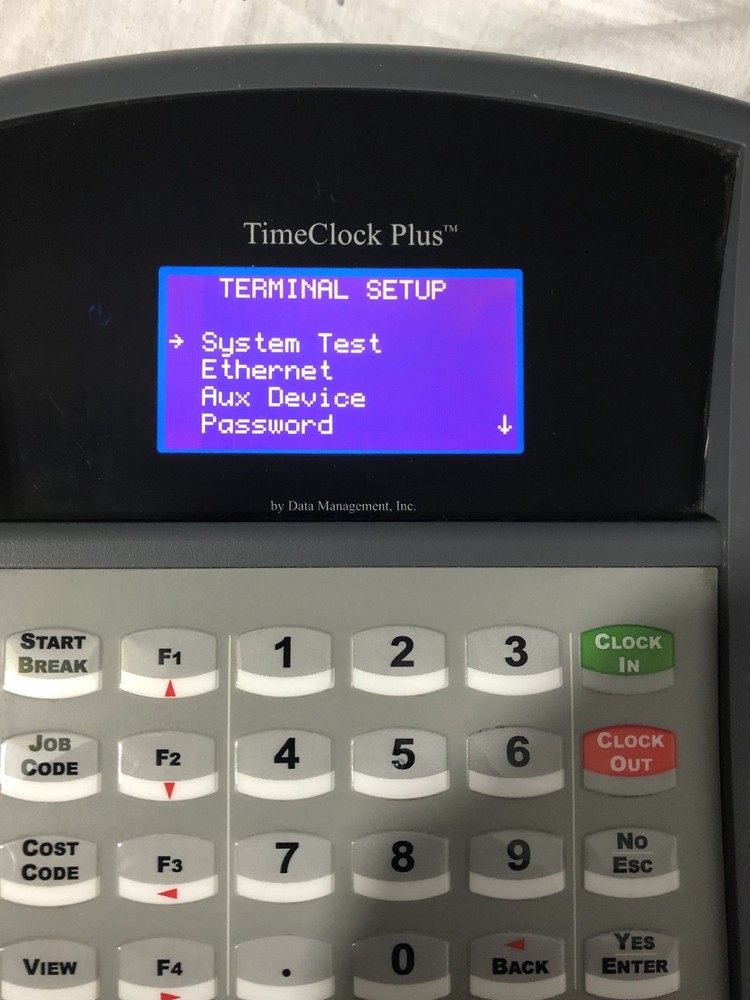 TimeClock Plus™
TERMINAL SETUP
→ System Test
Ethernet
Aux Device
Password ↓
by Data Management, Inc.
START BREAK
F1
1
2
3
CLOCK IN
JOB CODE
F2
4
5
6
CLOCK OUT
COST CODE
F3
7
8
9
NO ESC
VIEW
F4
.
0
BACK
YES ENTER